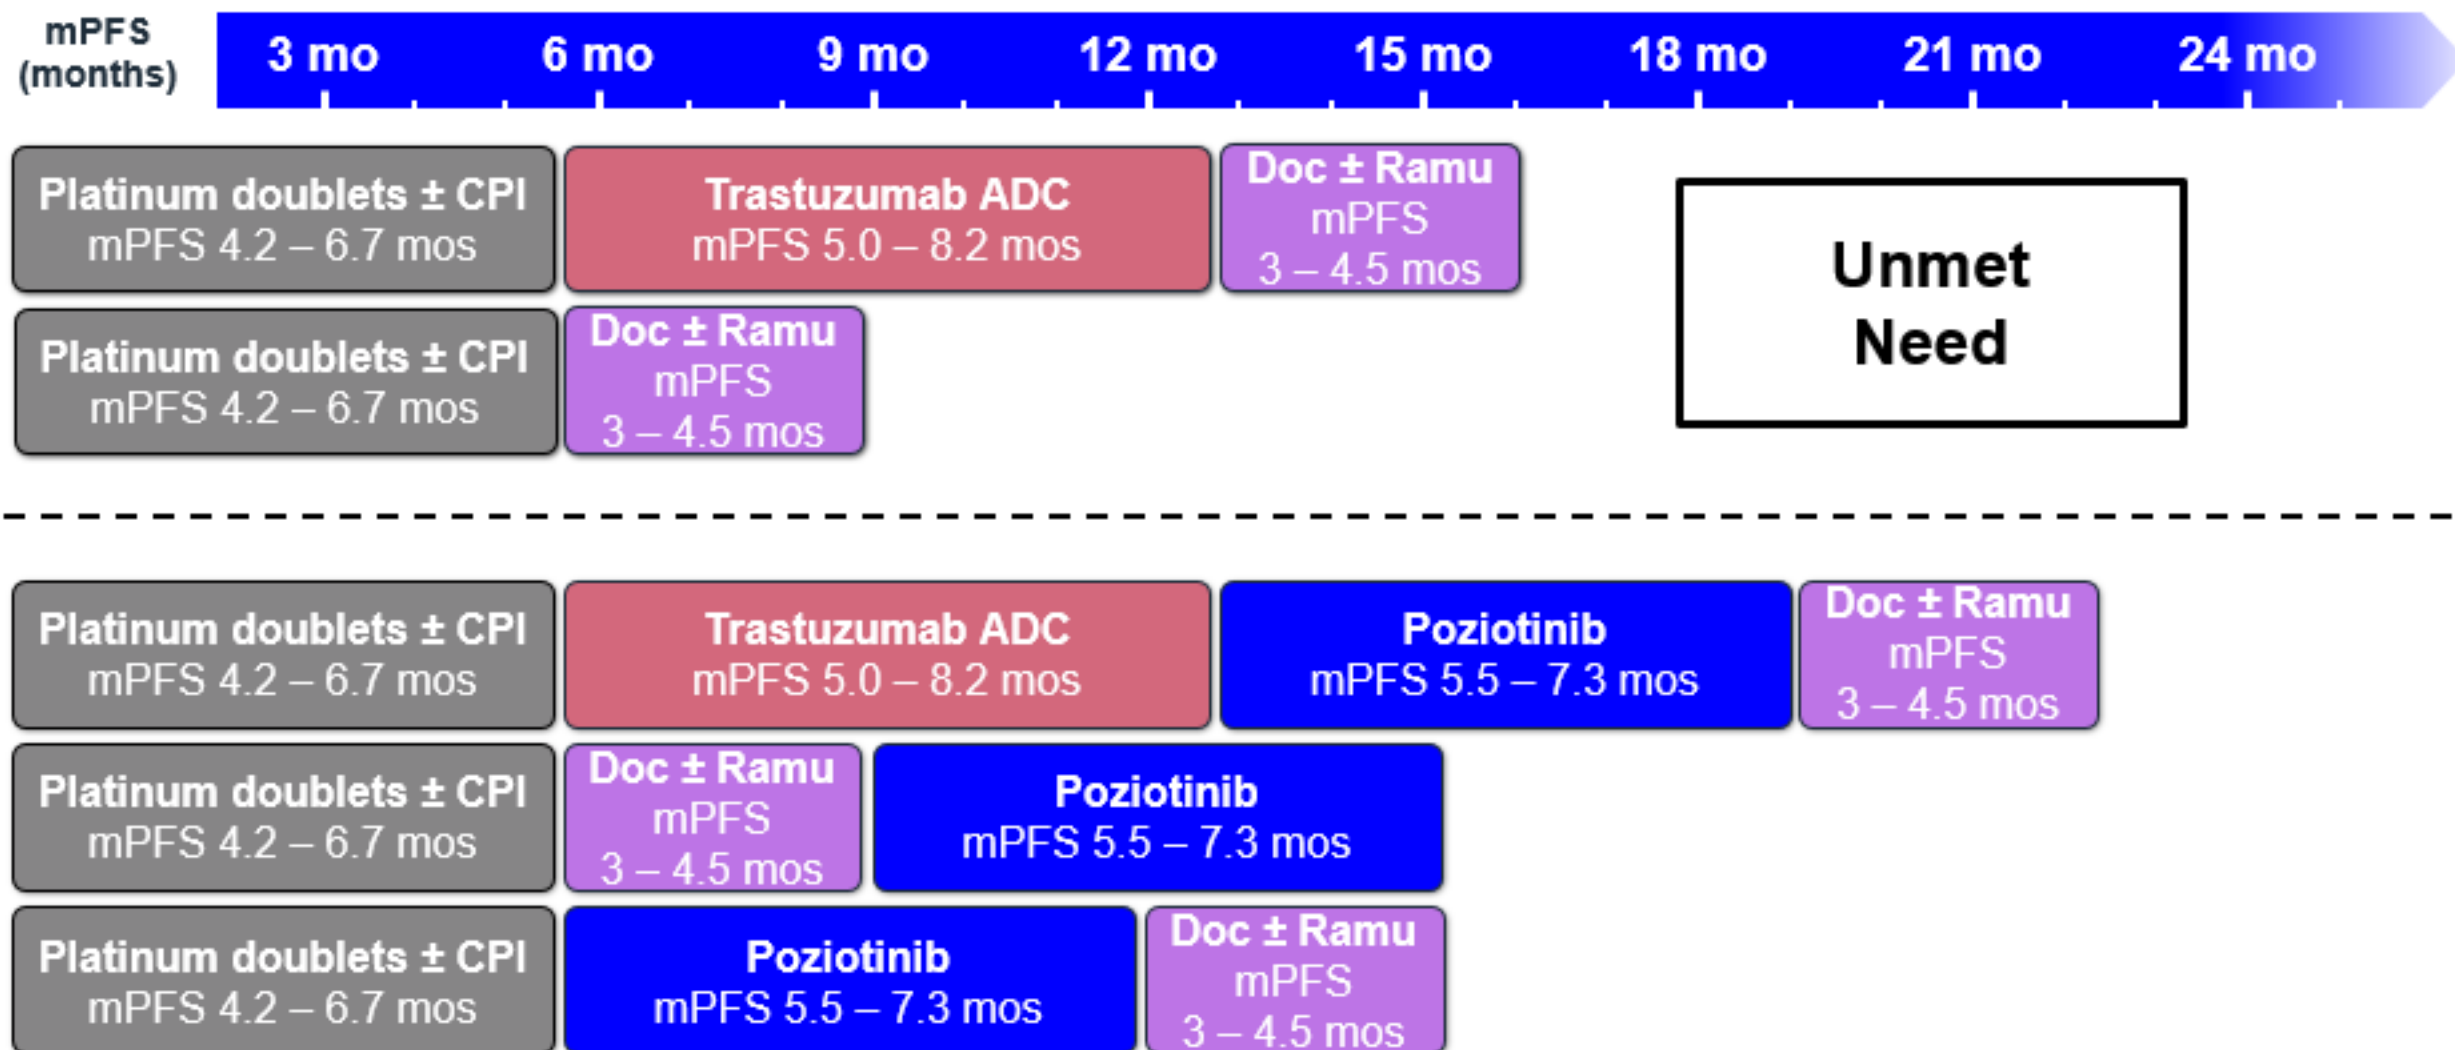 mPFS
(months)
3 mo 6 mo 9 mo 12 mo 15 mo 18 mo 21 mo 24 mo
Platinum doublets ± CPI
mPFS 4.2 – 6.7 mos
Trastuzumab ADC
mPFS 5.0 – 8.2 mos
Doc ± Ramu
mPFS
3 – 4.5 mos
Unmet
Need
Platinum doublets ± CPI
mPFS 4.2 – 6.7 mos
Doc ± Ramu
mPFS
3 – 4.5 mos
Platinum doublets ± CPI
mPFS 4.2 – 6.7 mos
Trastuzumab ADC
mPFS 5.0 – 8.2 mos
Poziotinib
mPFS 5.5 – 7.3 mos
Doc ± Ramu
mPFS
3 – 4.5 mos
Platinum doublets ± CPI
mPFS 4.2 – 6.7 mos
Doc ± Ramu
mPFS
3 – 4.5 mos
Poziotinib
mPFS 5.5 – 7.3 mos
Platinum doublets ± CPI
mPFS 4.2 – 6.7 mos
Poziotinib
mPFS 5.5 – 7.3 mos
Doc ± Ramu
mPFS
3 – 4.5 mos